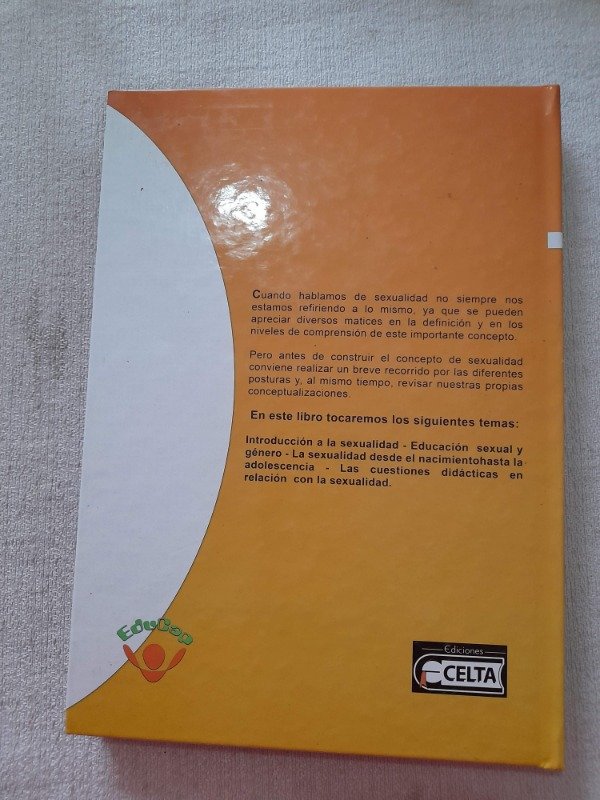 Cuando hablamos de sexualidad no siempre nos
estamos refiriendo a lo mismo, ya que se pueden
apreciar diversos matices en la definición y en los
niveles de comprensión de este importante concepto.
Pero antes de construir el concepto de sexualidad
conviene realizar un breve recorrido por las diferentes
posturas y, al mismo tiempo, revisar nuestras propias
conceptualizaciones.
En este libro tocaremos los siguientes temas:
Introducción a la sexualidad - Educación sexual y
género - La sexualidad desde el nacimientohasta la
adolescencia - Las cuestiones didácticas en
relación con la sexualidad.
EduCap
Ediciones
CELTA